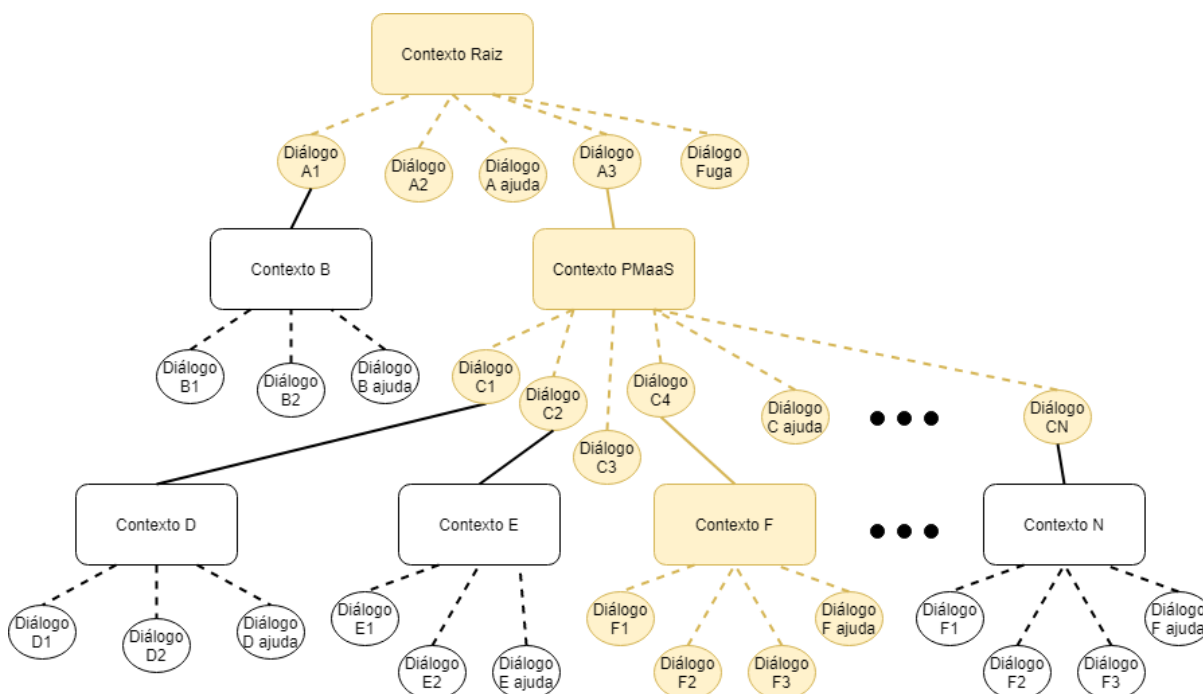 Contexto Raiz
Diálogo
A1
Diálogo
A2
Diálogo
A ajuda
Diálogo
A3
Diálogo
Fuga
Contexto B
Contexto PMaaS
Diálogo
B1
Diálogo
B2
Diálogo
B ajuda
Diálogo
C1
Diálogo
C2
Diálogo
C3
Diálogo
C4
Diálogo
C ajuda
Diálogo
CN
Contexto D
Contexto E
Contexto F
Contexto N
Diálogo
D1
Diálogo
D2
Diálogo
D ajuda
Diálogo
E1
Diálogo
E2
Diálogo
E ajuda
Diálogo
F1
Diálogo
F2
Diálogo
F3
Diálogo
F ajuda
Diálogo
F1
Diálogo
F2
Diálogo
F3
Diálogo
F ajuda